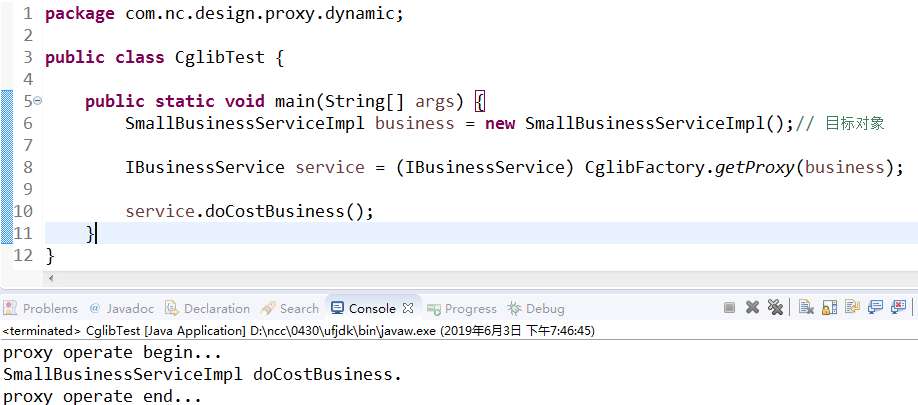 1 package com.nc.design.proxy.dynamic;
2
3 public class CglibTest {
4
5 public static void main(String[] args) {
6 SmallBusinessServiceImpl business = new SmallBusinessServiceImpl();// 目标对象
7
8 IBusinessService service = (IBusinessService) CglibFactory.getProxy(business);
9
10 service.doCostBusiness();
11 }
12 }
Problems @ Javadoc Declaration Search Console Progress Debug
<terminated> CglibTest [Java Application] D:\ncc\0430\ufjdk\bin\javaw.exe (2019年6月3日 下午7:46:45)
proxy operate begin...
SmallBusinessServiceImpl doCostBusiness.
proxy operate end...